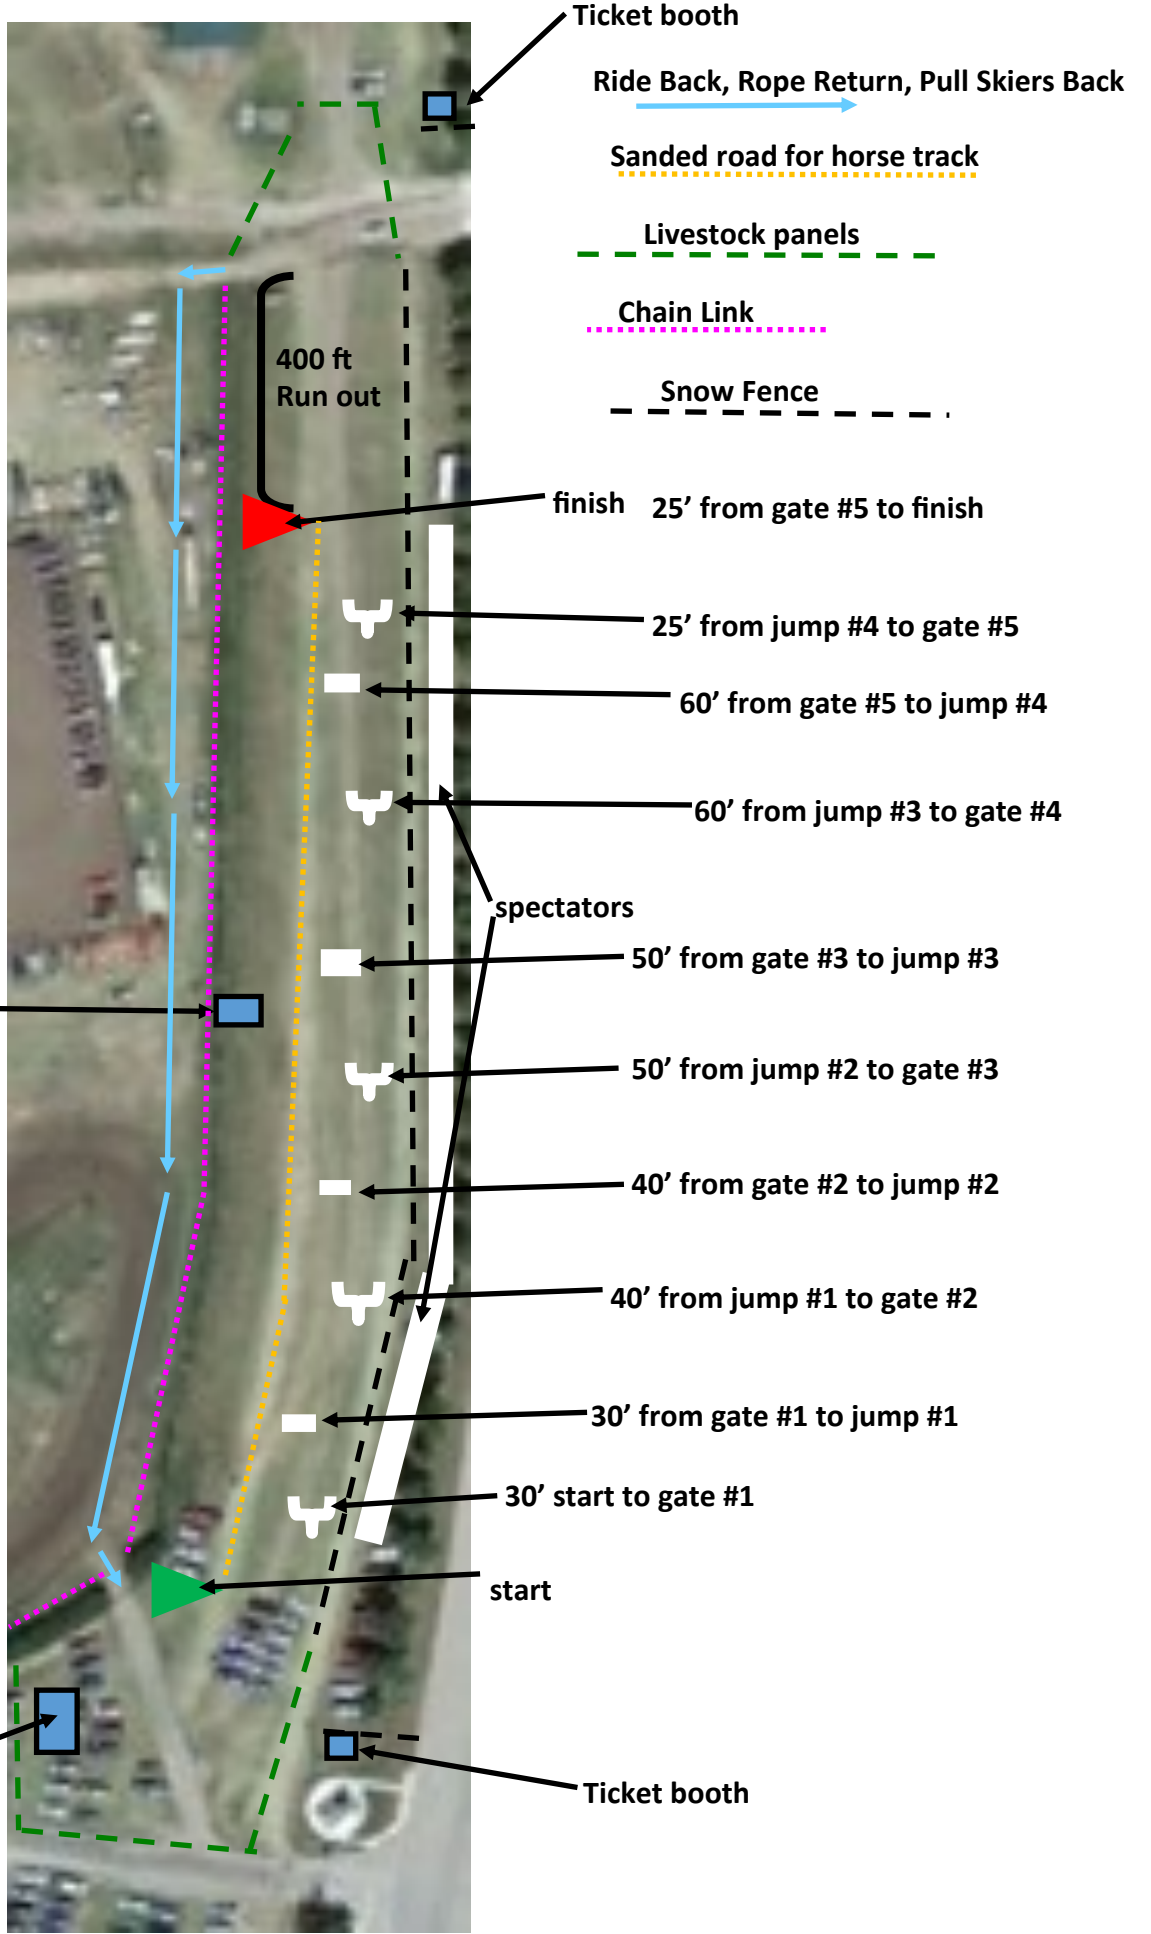 Ticket booth
Ride Back, Rope Return, Pull Skiers Back
Sanded road for horse track
Livestock panels
Chain Link
Snow Fence
400 ft
Run out
finish
25’ from gate #5 to finish
25’ from jump #4 to gate #5
60’ from gate #5 to jump #4
60’ from jump #3 to gate #4
spectators
50’ from gate #3 to jump #3
50’ from jump #2 to gate #3
40’ from gate #2 to jump #2
40’ from jump #1 to gate #2
30’ from gate #1 to jump #1
30’ start to gate #1
start
Ticket booth